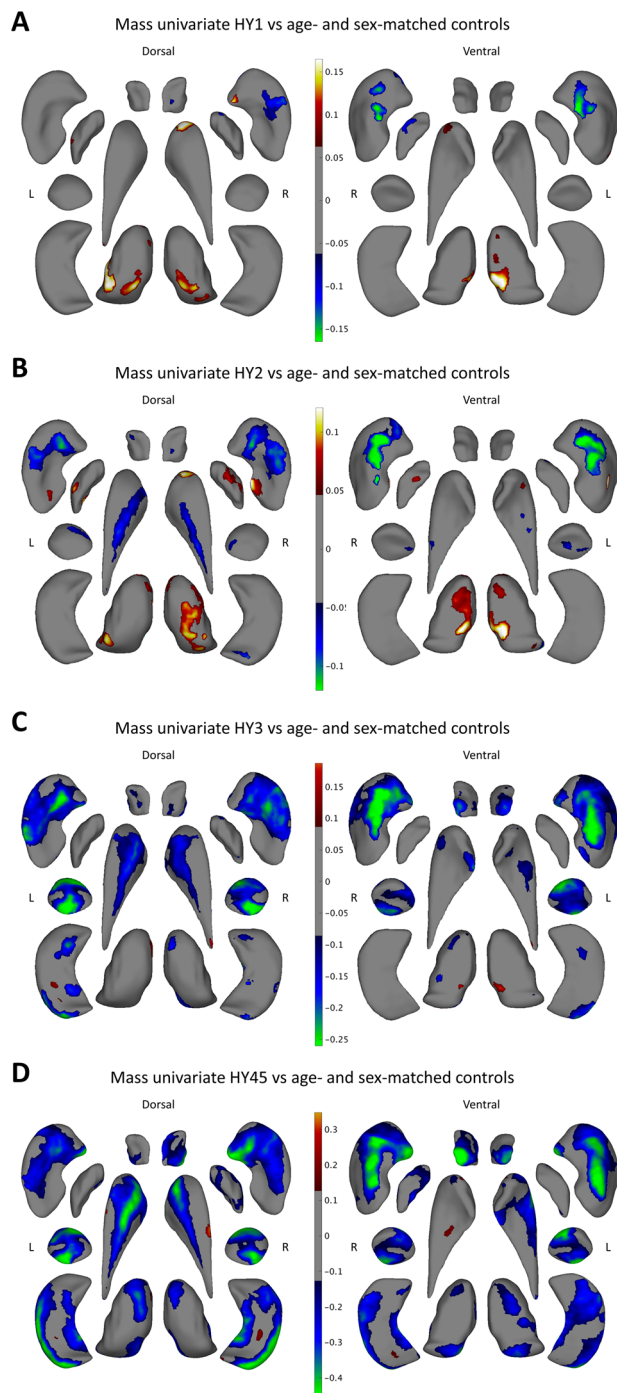 A
Mass univariate HY1 vs age- and sex-matched controls
Dorsal
Ventral
0.15
0.1
0.05
0
−0.05
−0.1
−0.15
L
R
R
L
B
Mass univariate HY2 vs age- and sex-matched controls
Dorsal
Ventral
0.1
0.05
0
−0.05
−0.1
L
R
R
L
C
Mass univariate HY3 vs age- and sex-matched controls
Dorsal
Ventral
0.15
0.1
0.05
0
−0.05
−0.1
−0.15
−0.2
−0.25
L
R
R
L
D
Mass univariate HY45 vs age- and sex-matched controls
Dorsal
Ventral
0.3
0.2
0.1
0
−0.1
−0.2
−0.3
−0.4
L
R
R
L